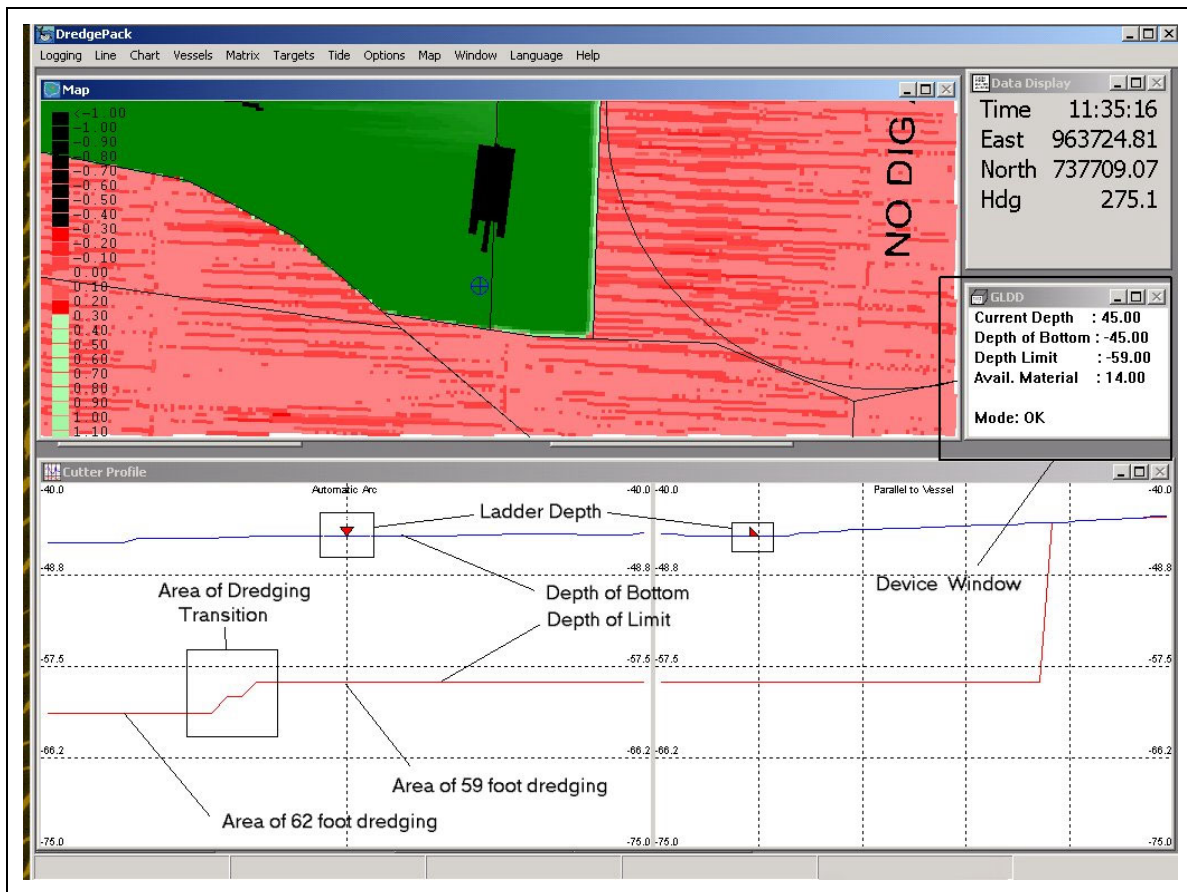 DredgePack
Logging Line Chart Vessels Matrix Targets Tide Options Map Window Language Help
Map
<-1.00
-1.00
-0.90
-0.80
-0.70
-0.60
-0.50
-0.40
-0.30
-0.20
-0.10
0.00
0.10
0.20
0.30
0.40
0.50
0.60
0.70
0.80
0.90
1.00
1.10
NO DIG
Data Display
Time 11:35:16
East 963724.81
North 737709.07
Hdg 275.1
GLDD
Current Depth : 45.00
Depth of Bottom : -45.00
Depth Limit : -59.00
Avail. Material : 14.00
Mode: OK
Cutter Profile
-40.0 Automatic Arc -40.0 -40.0 Parallel to Vessel -40.0
Ladder Depth
-48.8 -48.8 -48.8 -48.8
Area of Dredging
Transition
Depth of Bottom
Depth of Limit
Device Window
-57.5 -57.5 -57.5 -57.5
-66.2 -66.2 -66.2 -66.2
Area of 59 foot dredging
Area of 62 foot dredging
-75.0 -75.0 -75.0 -75.0